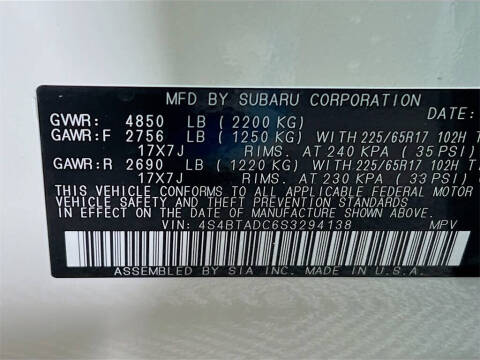 MFD BY SUBARU CORPORATION
GVWR: 4850 LB (2200 KG) DATE:
GAWR:F 2756 LB (1250 KG) WITH 225/65R17 102H T
17X7J RIMS. AT 240 KPA (35 PSI)
GAWR:R 2690 LB (1220 KG) WITH 225/65R17 102H T
17X7J RIMS. AT 230 KPA (33 PSI)
THIS VEHICLE CONFORMS TO ALL APPLICABLE FEDERAL MOTOR
VEHICLE SAFETY AND THEFT PREVENTION STANDARDS
IN EFFECT ON THE DATE OF MANUFACTURE SHOWN ABOVE.
VIN: 4S4BTADC6S3294138 MPV
ASSEMBLED BY SIA INC. MADE IN U.S.A.